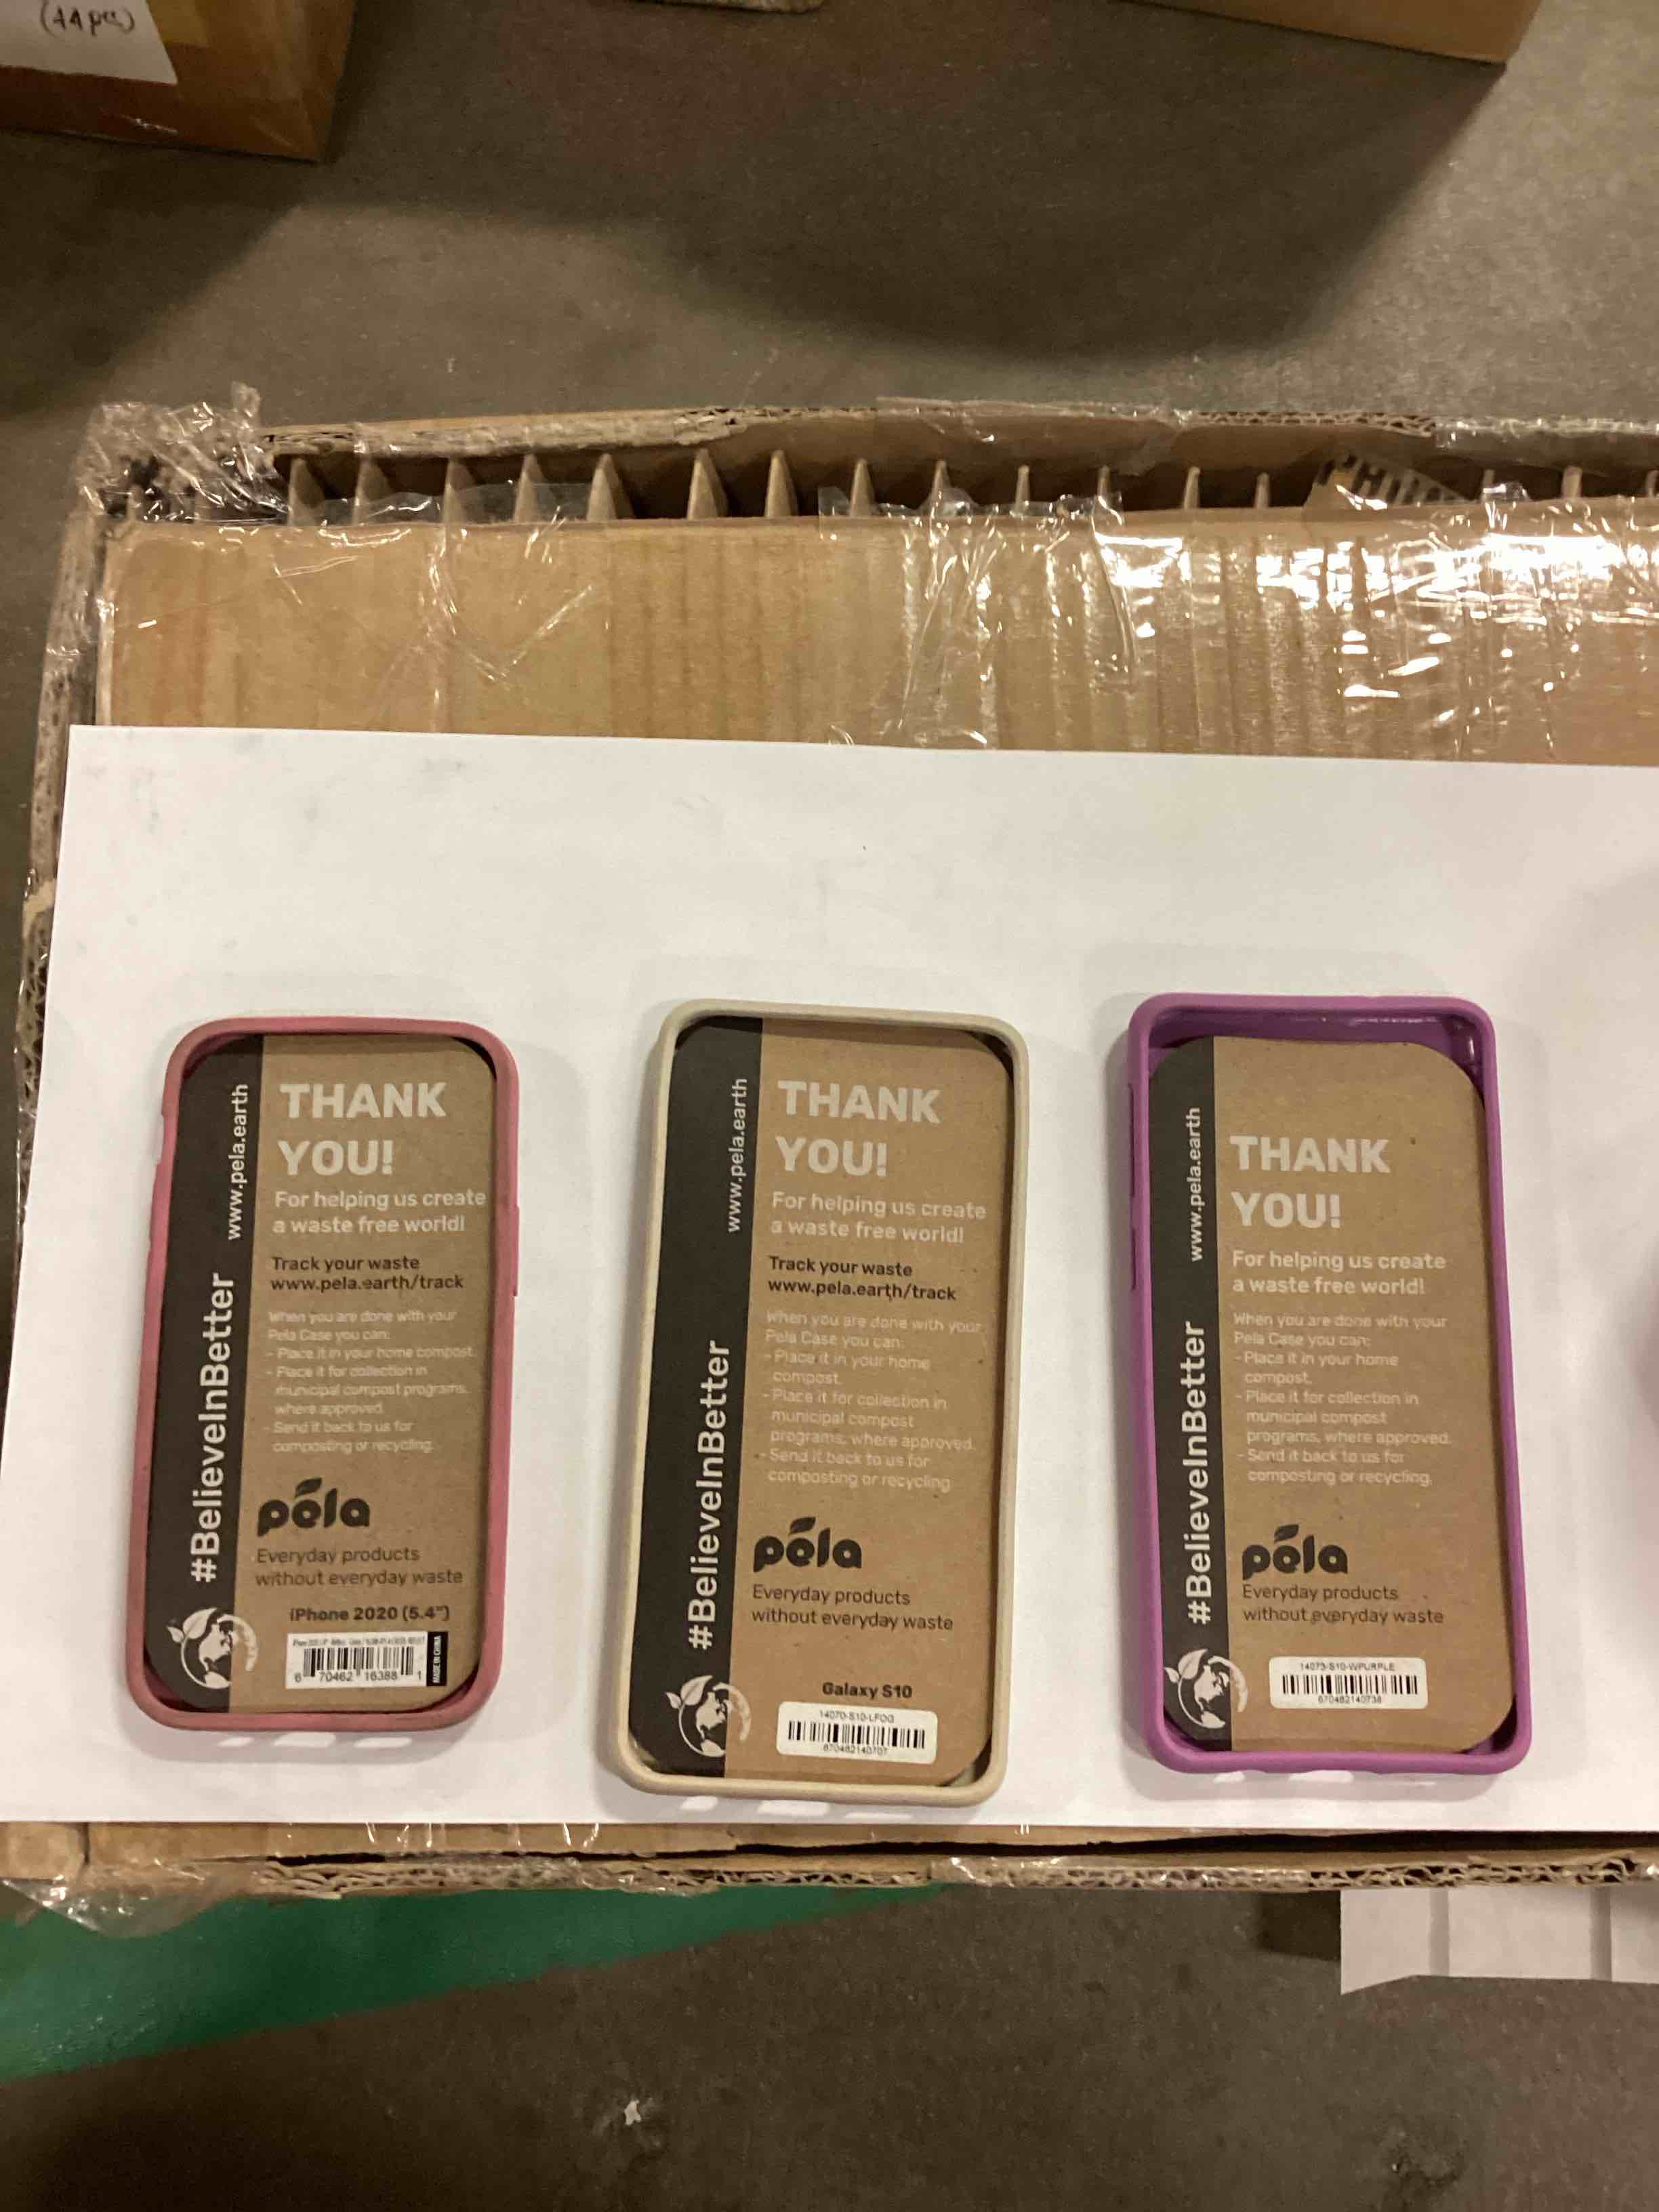 (44pcs)
www.pela.earth
#BelieveInBetter
THANK
YOU!
For helping us create
a waste free world!
Track your waste
www.pela.earth/track
When you are done with your
Pela Case you can:
- Place it in your home compost.
- Place it for collection in
municipal compost programs,
where approved.
- Send it back to us for
composting or recycling.
pela
Everyday products
without everyday waste
iPhone 2020 (5.4")
6 70462 16388 1
MADE IN CHINA
www.pela.earth
#BelieveInBetter
THANK
YOU!
For helping us create
a waste free world!
Track your waste
www.pela.earth/track
When you are done with your
Pela Case you can:
- Place it in your home
compost.
- Place it for collection in
municipal compost
programs, where approved.
- Send it back to us for
composting or recycling.
pela
Everyday products
without everyday waste
Galaxy S10
14070-S10-LFOG
www.pela.earth
#BelieveInBetter
THANK
YOU!
For helping us create
a waste free world!
When you are done with your
Pela Case you can:
- Place it in your home
compost.
- Place it for collection in
municipal compost
programs, where approved.
- Send it back to us for
composting or recycling.
pela
Everyday products
without everyday waste
14073-S10-WPURPLE